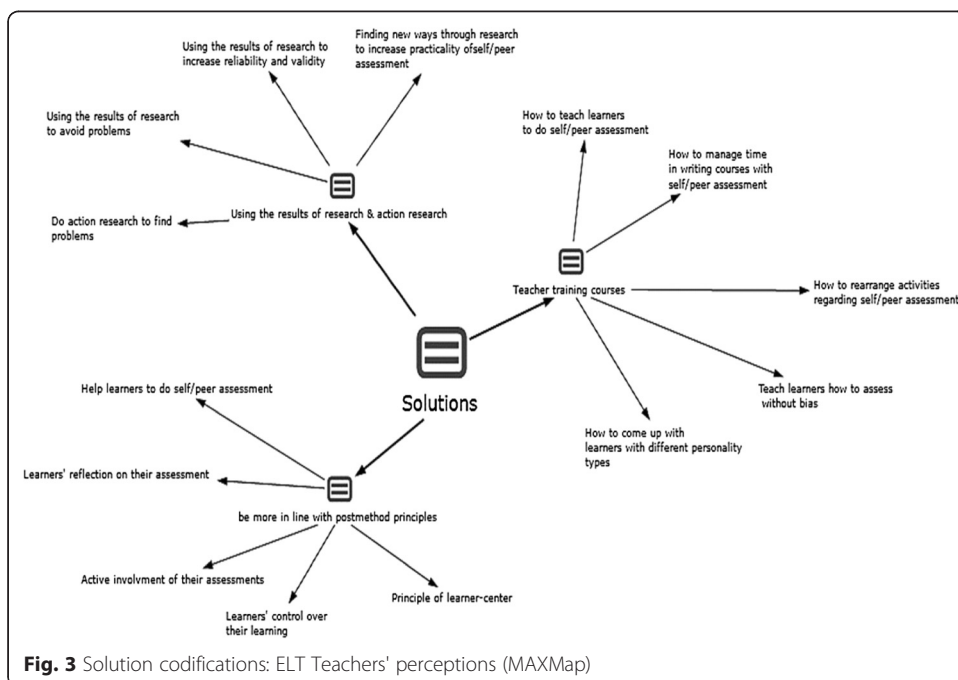 Using the results of research to
increase reliability and validity
Finding new ways through research
to increase practicality ofself/peer
assessment
Using the results of research
to avoid problems
Do action research to find
problems
Using the results of research & action research
How to teach learners
to do self/peer assessment
How to manage time
in writing courses with
self/peer assessment
Teacher training courses
How to rearrange activities
regarding self/peer assessment
Teach learners how to assess
without bias
How to come up with
learners with different personality
types
Solutions
Help learners to do self/peer assessment
Learners' reflection on their assessment
be more in line with postmethod principles
Active involvment of their assessments
Learners' control over
their learning
Principle of learner-center
Fig. 3 Solution codifications: ELT Teachers' perceptions (MAXMap)